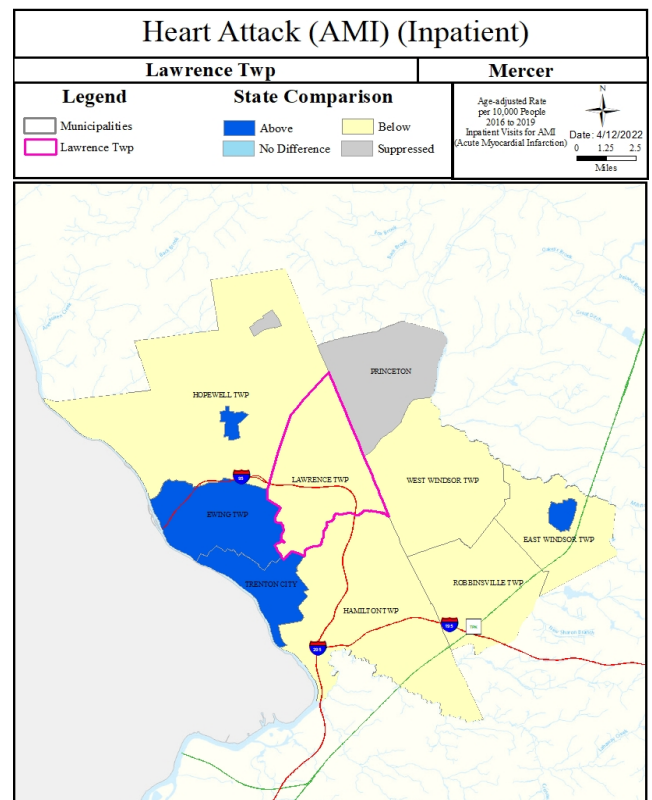 Heart Attack (AMI) (Inpatient)
Lawrence Twp
Mercer
Legend
Municipalities
Lawrence Twp
State Comparison
Above
Below
No Difference
Suppressed
Age-adjusted Rate
per 10,000 People
2016 to 2019
Inpatient Visits for AMI
(Acute Myocardial Infarction)
N
Date: 4/12/2022
0 1.25 2.5
Miles
PRINCETON
HOPEWELL TWP
LAWRENCE TWP
WEST WINDSOR TWP
EWING TWP
EAST WINDSOR TWP
TRENTON CITY
ROBBINSVILLE TWP
HAMILTON TWP
195